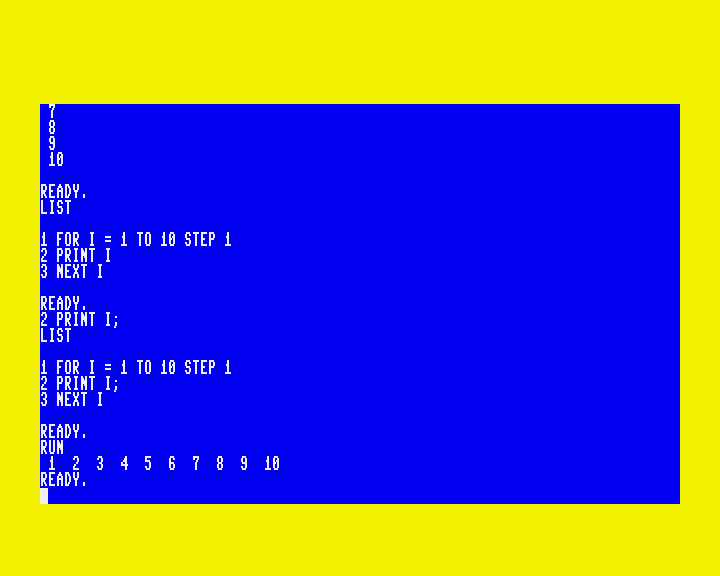 7
8
9
10
READY.
LIST
1 FOR I = 1 TO 10 STEP 1
2 PRINT I
3 NEXT I
READY.
2 PRINT I;
LIST
1 FOR I = 1 TO 10 STEP 1
2 PRINT I;
3 NEXT I
READY.
RUN
1  2  3  4  5  6  7  8  9  10
READY.